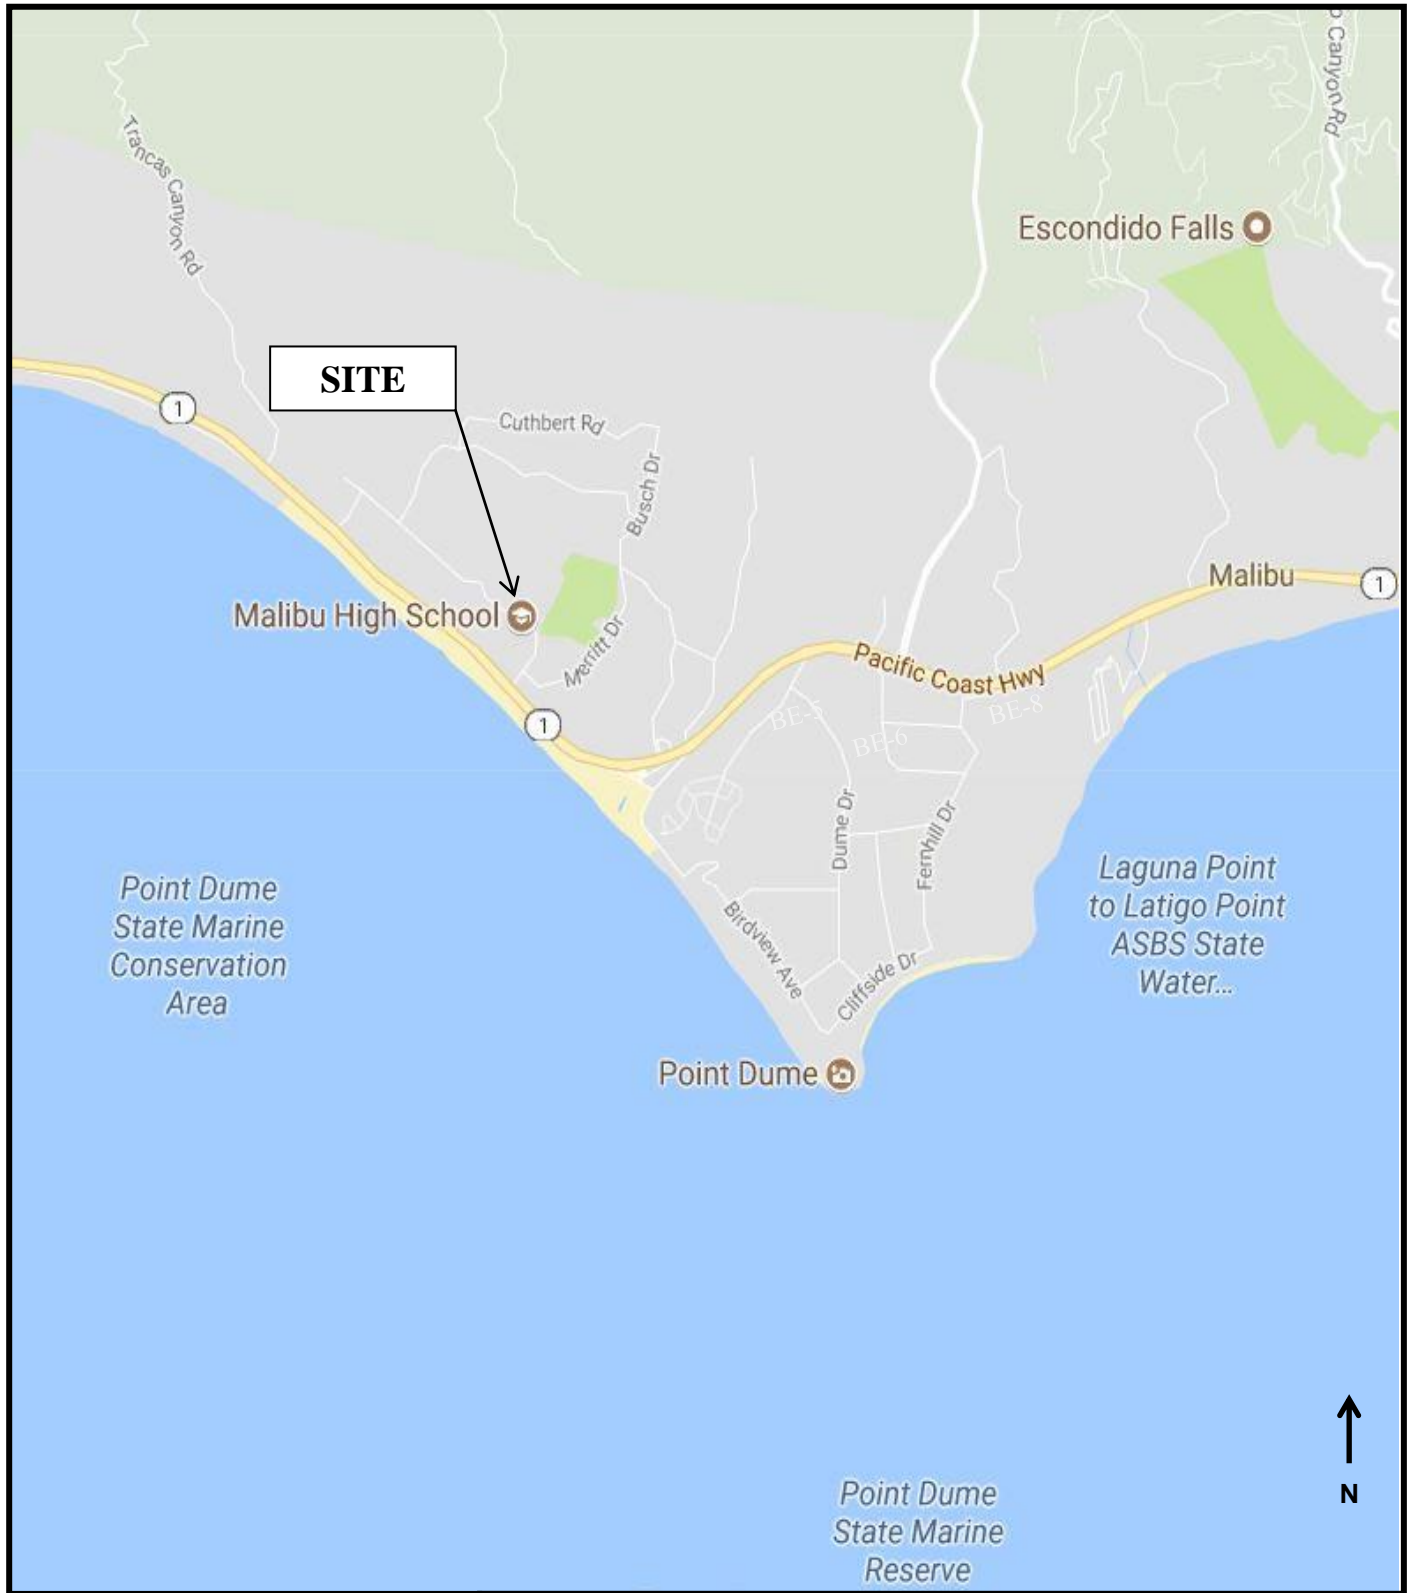 o Canyon Rd
Trancas Canyon Rd
Escondido Falls
SITE
1
Cuthbert Rd
Busch Dr
Malibu
1
Malibu High School
Merritt Dr
Pacific Coast Hwy
BE-5
BE-8
1
BE-6
Dume Dr
Fernhill Dr
Point Dume
State Marine
Conservation
Area
Laguna Point
to Latigo Point
ASBS State
Water...
Birdview Ave
Cliffside Dr
Point Dume
N
Point Dume
State Marine
Reserve